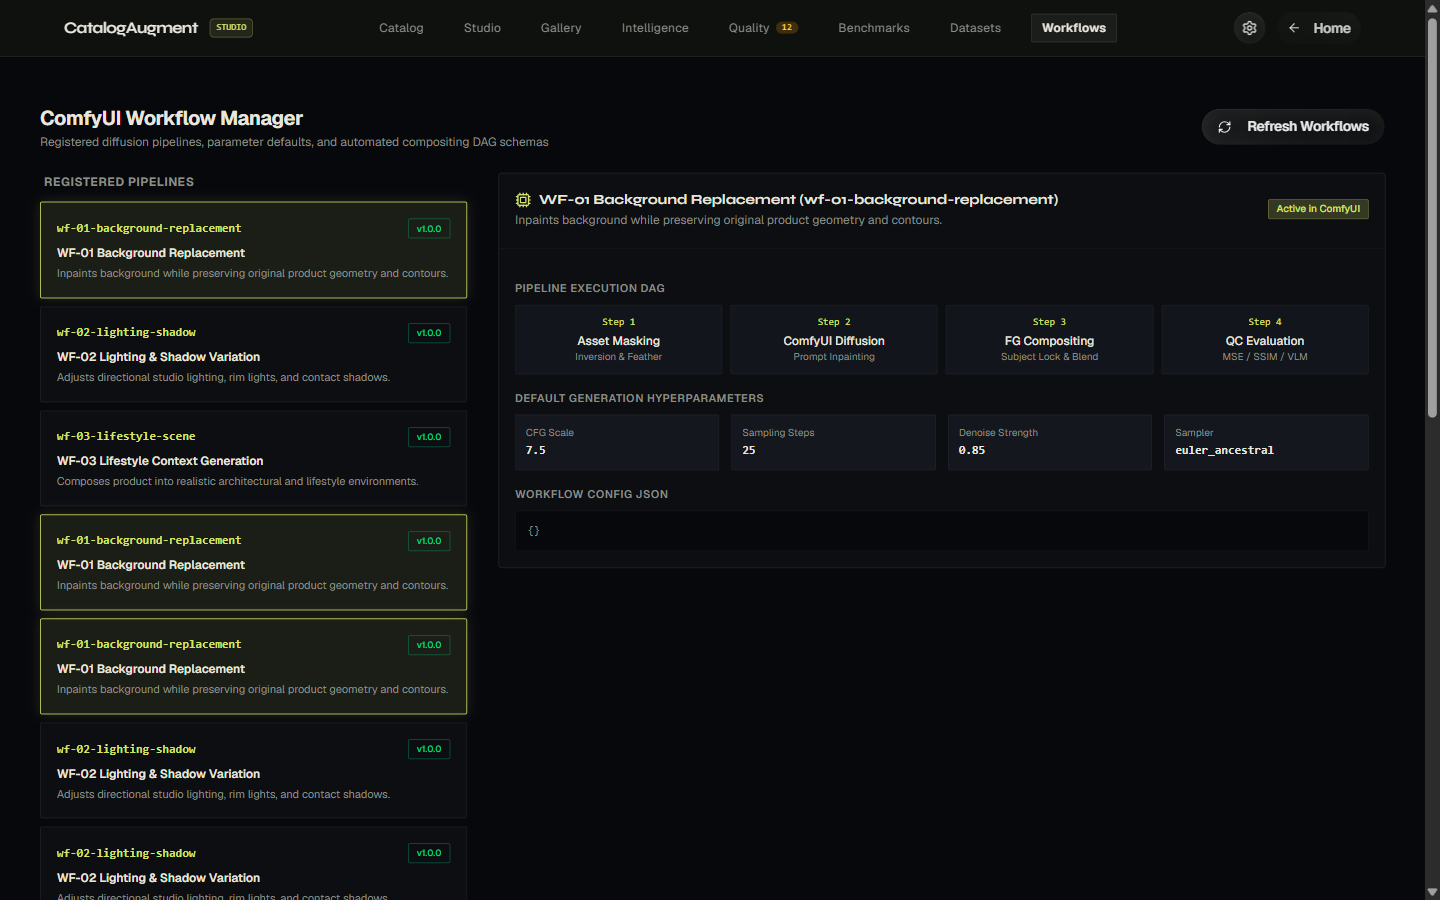 CatalogAugment STUDIO Catalog Studio Gallery Intelligence Quality 12 Benchmarks Datasets Workflows Home
ComfyUI Workflow Manager
Registered diffusion pipelines, parameter defaults, and automated compositing DAG schemas
Refresh Workflows
REGISTERED PIPELINES
wf-01-background-replacement v1.0.0
WF-01 Background Replacement
Inpaints background while preserving original product geometry and contours.
wf-02-lighting-shadow v1.0.0
WF-02 Lighting & Shadow Variation
Adjusts directional studio lighting, rim lights, and contact shadows.
wf-03-lifestyle-scene v1.0.0
WF-03 Lifestyle Context Generation
Composes product into realistic architectural and lifestyle environments.
wf-01-background-replacement v1.0.0
WF-01 Background Replacement
Inpaints background while preserving original product geometry and contours.
wf-01-background-replacement v1.0.0
WF-01 Background Replacement
Inpaints background while preserving original product geometry and contours.
wf-02-lighting-shadow v1.0.0
WF-02 Lighting & Shadow Variation
Adjusts directional studio lighting, rim lights, and contact shadows.
wf-02-lighting-shadow v1.0.0
WF-02 Lighting & Shadow Variation
Adjusts directional studio lighting, rim lights, and contact shadows.
WF-01 Background Replacement (wf-01-background-replacement)
Inpaints background while preserving original product geometry and contours.
Active in ComfyUI
PIPELINE EXECUTION DAG
Step 1
Asset Masking
Inversion & Feather
Step 2
ComfyUI Diffusion
Prompt Inpainting
Step 3
FG Compositing
Subject Lock & Blend
Step 4
QC Evaluation
MSE / SSIM / VLM
DEFAULT GENERATION HYPERPARAMETERS
CFG Scale
7.5
Sampling Steps
25
Denoise Strength
0.85
Sampler
euler_ancestral
WORKFLOW CONFIG JSON
{}